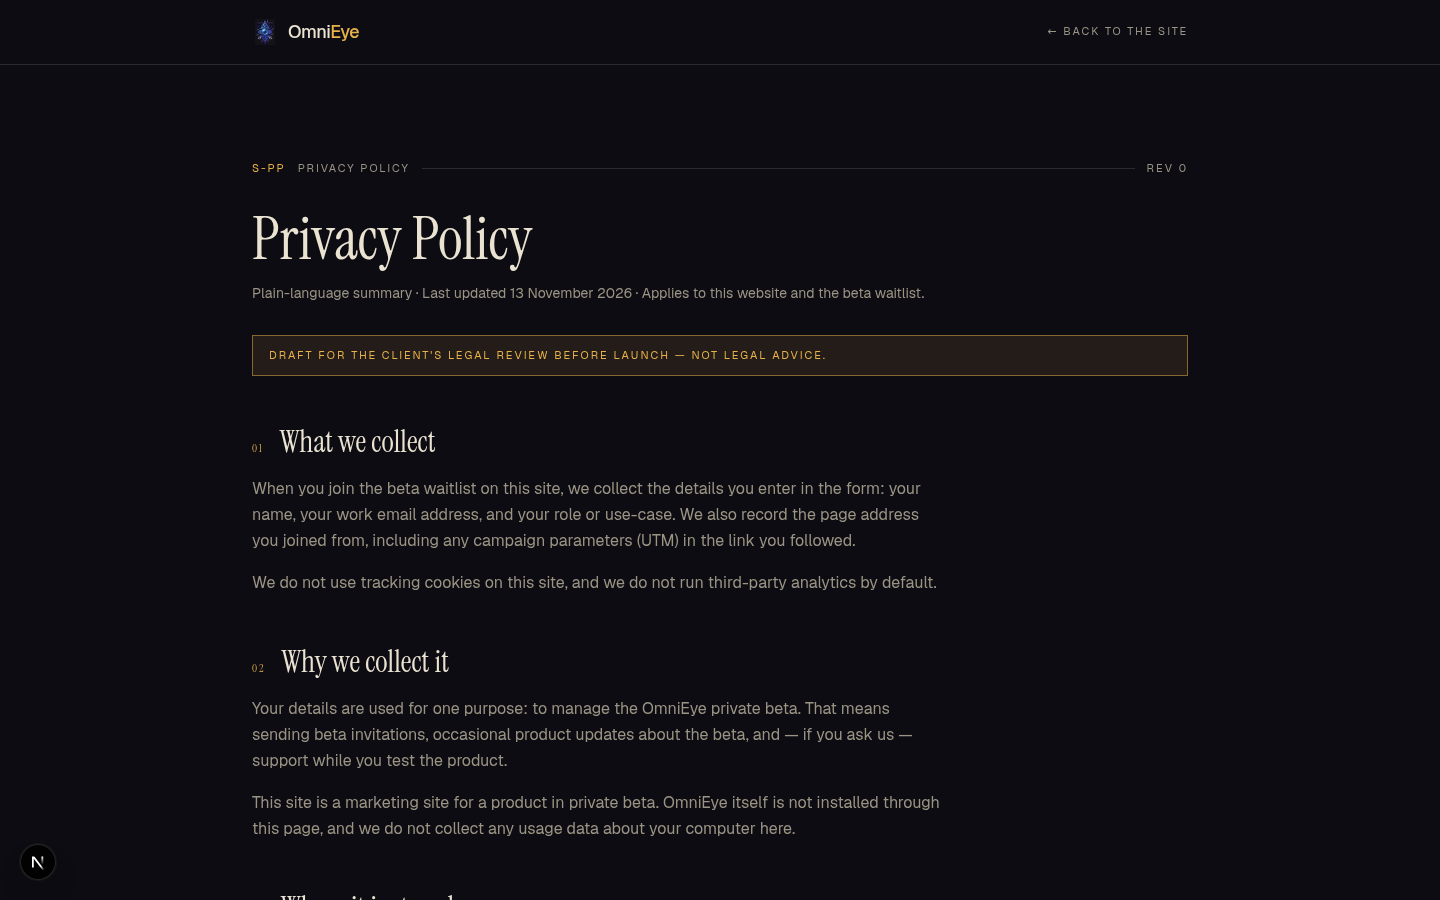 OmniEye
← BACK TO THE SITE
S-PP PRIVACY POLICY
REV 0
Privacy Policy
Plain-language summary · Last updated 13 November 2026 · Applies to this website and the beta waitlist.
DRAFT FOR THE CLIENT'S LEGAL REVIEW BEFORE LAUNCH — NOT LEGAL ADVICE.
01 What we collect
When you join the beta waitlist on this site, we collect the details you enter in the form: your
name, your work email address, and your role or use-case. We also record the page address
you joined from, including any campaign parameters (UTM) in the link you followed.
We do not use tracking cookies on this site, and we do not run third-party analytics by default.
02 Why we collect it
Your details are used for one purpose: to manage the OmniEye private beta. That means
sending beta invitations, occasional product updates about the beta, and — if you ask us —
support while you test the product.
This site is a marketing site for a product in private beta. OmniEye itself is not installed through
this page, and we do not collect any usage data about your computer here.
N